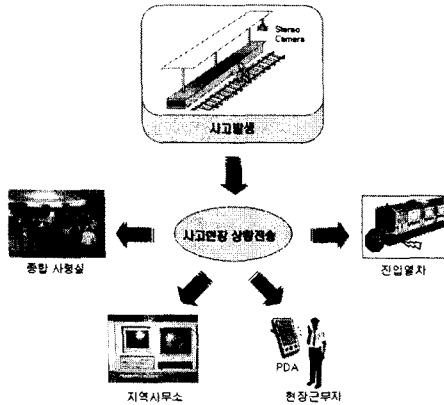 Stereo
Camera
사고발생
사고현장 상황전송
종합 사령실
진입열차
지역사무소
PDA
현장근무자